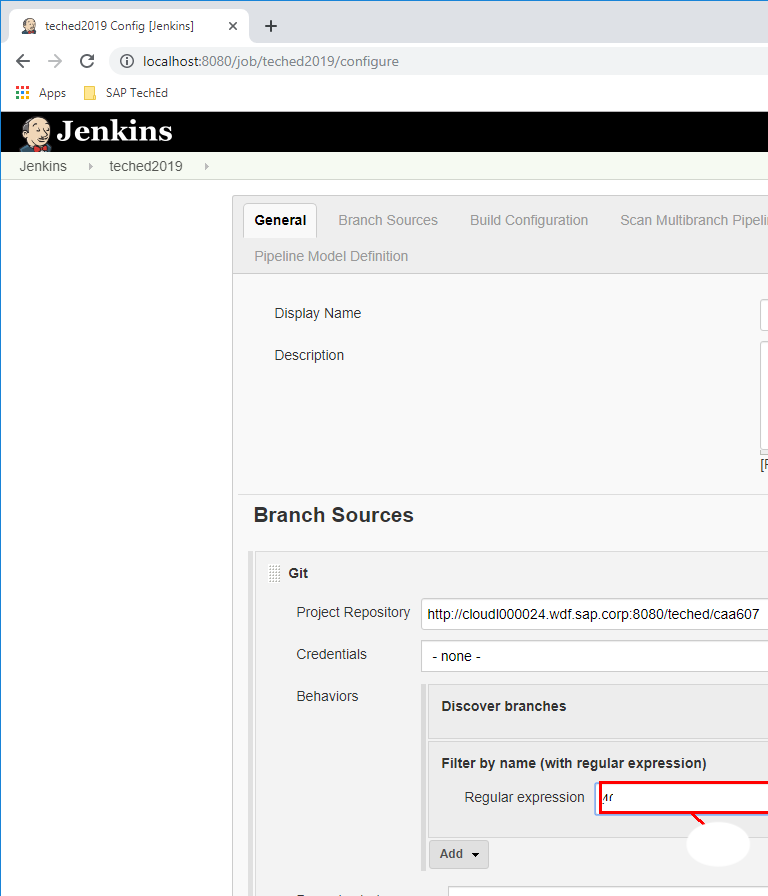 teched2019 Config [Jenkins]
localhost:8080/job/teched2019/configure
Apps SAP TechEd
Jenkins
Jenkins teched2019
General Branch Sources Build Configuration Scan Multibranch
Pipeline Model Definition
Display Name
Description
Branch Sources
Git
Project Repository http://cloudl000024.wdf.sap.corp:8080/teched/caa607
Credentials - none -
Behaviors
Discover branches
Filter by name (with regular expression)
Regular expression
Add